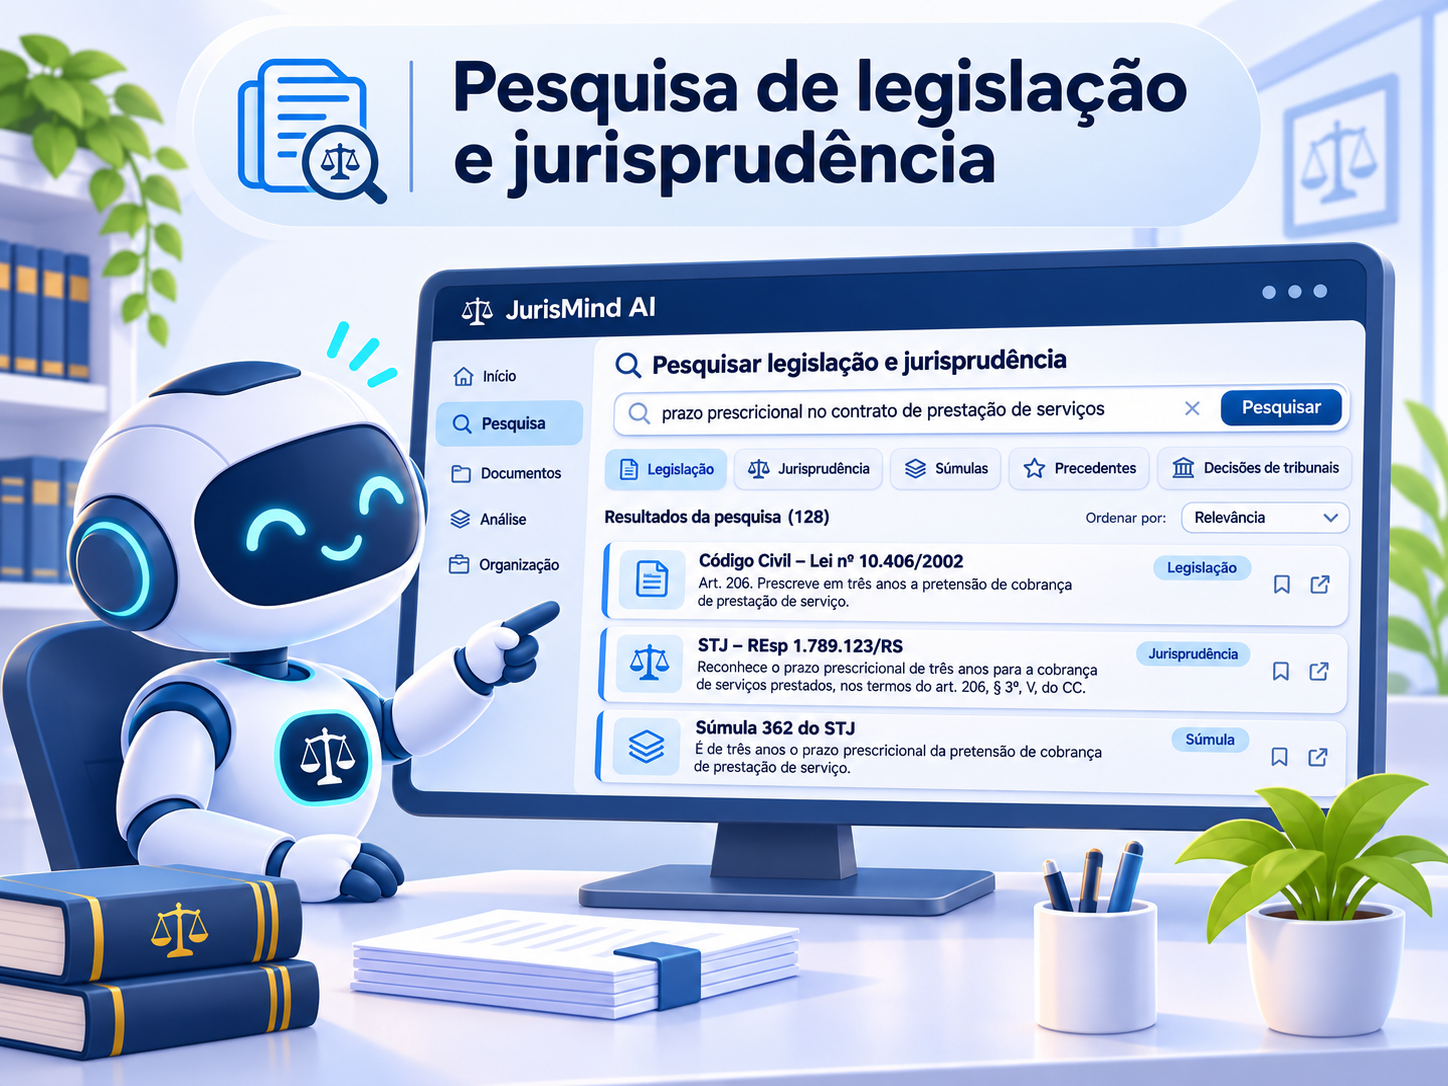 Pesquisa de legislação
e jurisprudência
JurisMind AI
Início
Pesquisa
Documentos
Análise
Organização
Pesquisar legislação e jurisprudência
prazo prescricional no contrato de prestação de serviços
Pesquisar
Legislação
Jurisprudência
Súmulas
Precedentes
Decisões de tribunais
Resultados da pesquisa (128)
Ordenar por:
Relevância
Código Civil – Lei nº 10.406/2002
Art. 206. Prescreve em três anos a pretensão de cobrança
de prestação de serviço.
Legislação
STJ – REsp 1.789.123/RS
Reconhece o prazo prescricional de três anos para a cobrança
de serviços prestados, nos termos do art. 206, § 3º, V, do CC.
Jurisprudência
Súmula 362 do STJ
É de três anos o prazo prescricional da pretensão de cobrança
de prestação de serviço.
Súmula